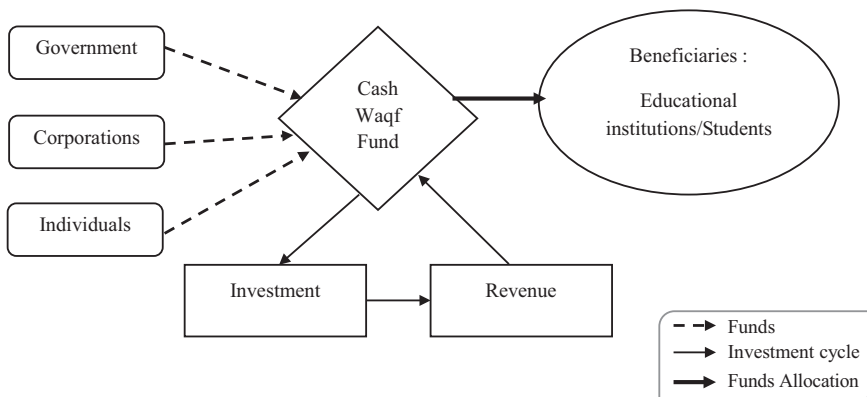 Government
Corporations
Individuals
Cash
Waqf
Fund
Beneficiaries :
Educational
institutions/Students
Investment
Revenue
Funds
Investment cycle
Funds Allocation